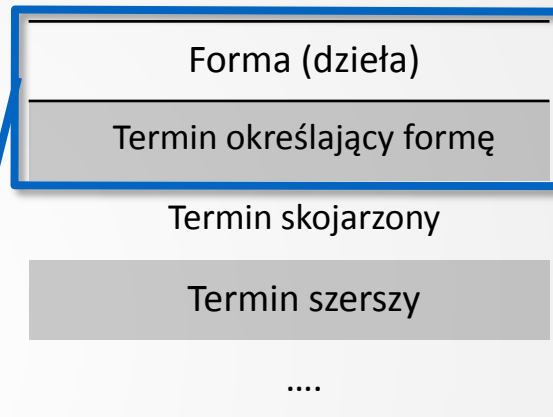 Forma (dzieła)
Termin określający formę
Termin skojarzony
Termin szerszy
....